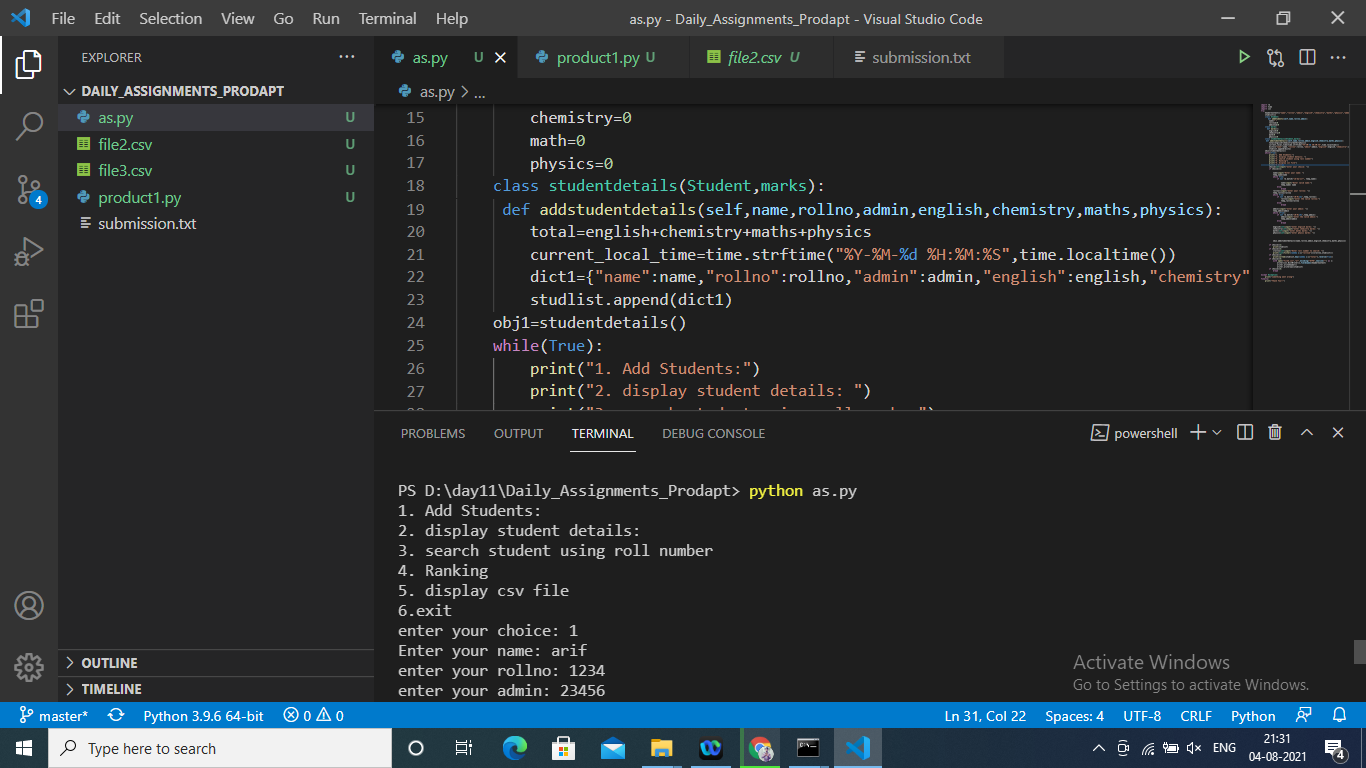 File Edit Selection View Go Run Terminal Help as.py - Daily_Assignments_Prodapt - Visual Studio Code
EXPLORER ...
as.py U product1.py U file2.csv U submission.txt
DAILY_ASSIGNMENTS_PRODAPT
as.py > ...
as.py U
file2.csv U
file3.csv U
product1.py U
submission.txt
4
15 chemistry=0
16 math=0
17 physics=0
18 class studentdetails(Student,marks):
19 def addstudentdetails(self,name,rollno,admin,english,chemistry,maths,physics):
20 total=english+chemistry+maths+physics
21 current_local_time=time.strftime("%Y-%M-%d %H:%M:%S",time.localtime())
22 dict1={"name":name,"rollno":rollno,"admin":admin,"english":english,"chemistry"
23 studlist.append(dict1)
24 obj1=studentdetails()
25 while(True):
26 print("1. Add Students:")
27 print("2. display student details: ")
PROBLEMS OUTPUT TERMINAL DEBUG CONSOLE powershell
PS D:\day11\Daily_Assignments_Prodapt> python as.py
1. Add Students:
2. display student details:
3. search student using roll number
4. Ranking
5. display csv file
6.exit
enter your choice: 1
Enter your name: arif
enter your rollno: 1234
enter your admin: 23456
OUTLINE
TIMELINE
Activate Windows
Go to Settings to activate Windows.
master* Python 3.9.6 64-bit 0 0 Ln 31, Col 22 Spaces: 4 UTF-8 CRLF Python
Type here to search
ENG
21:31
04-08-2021
4